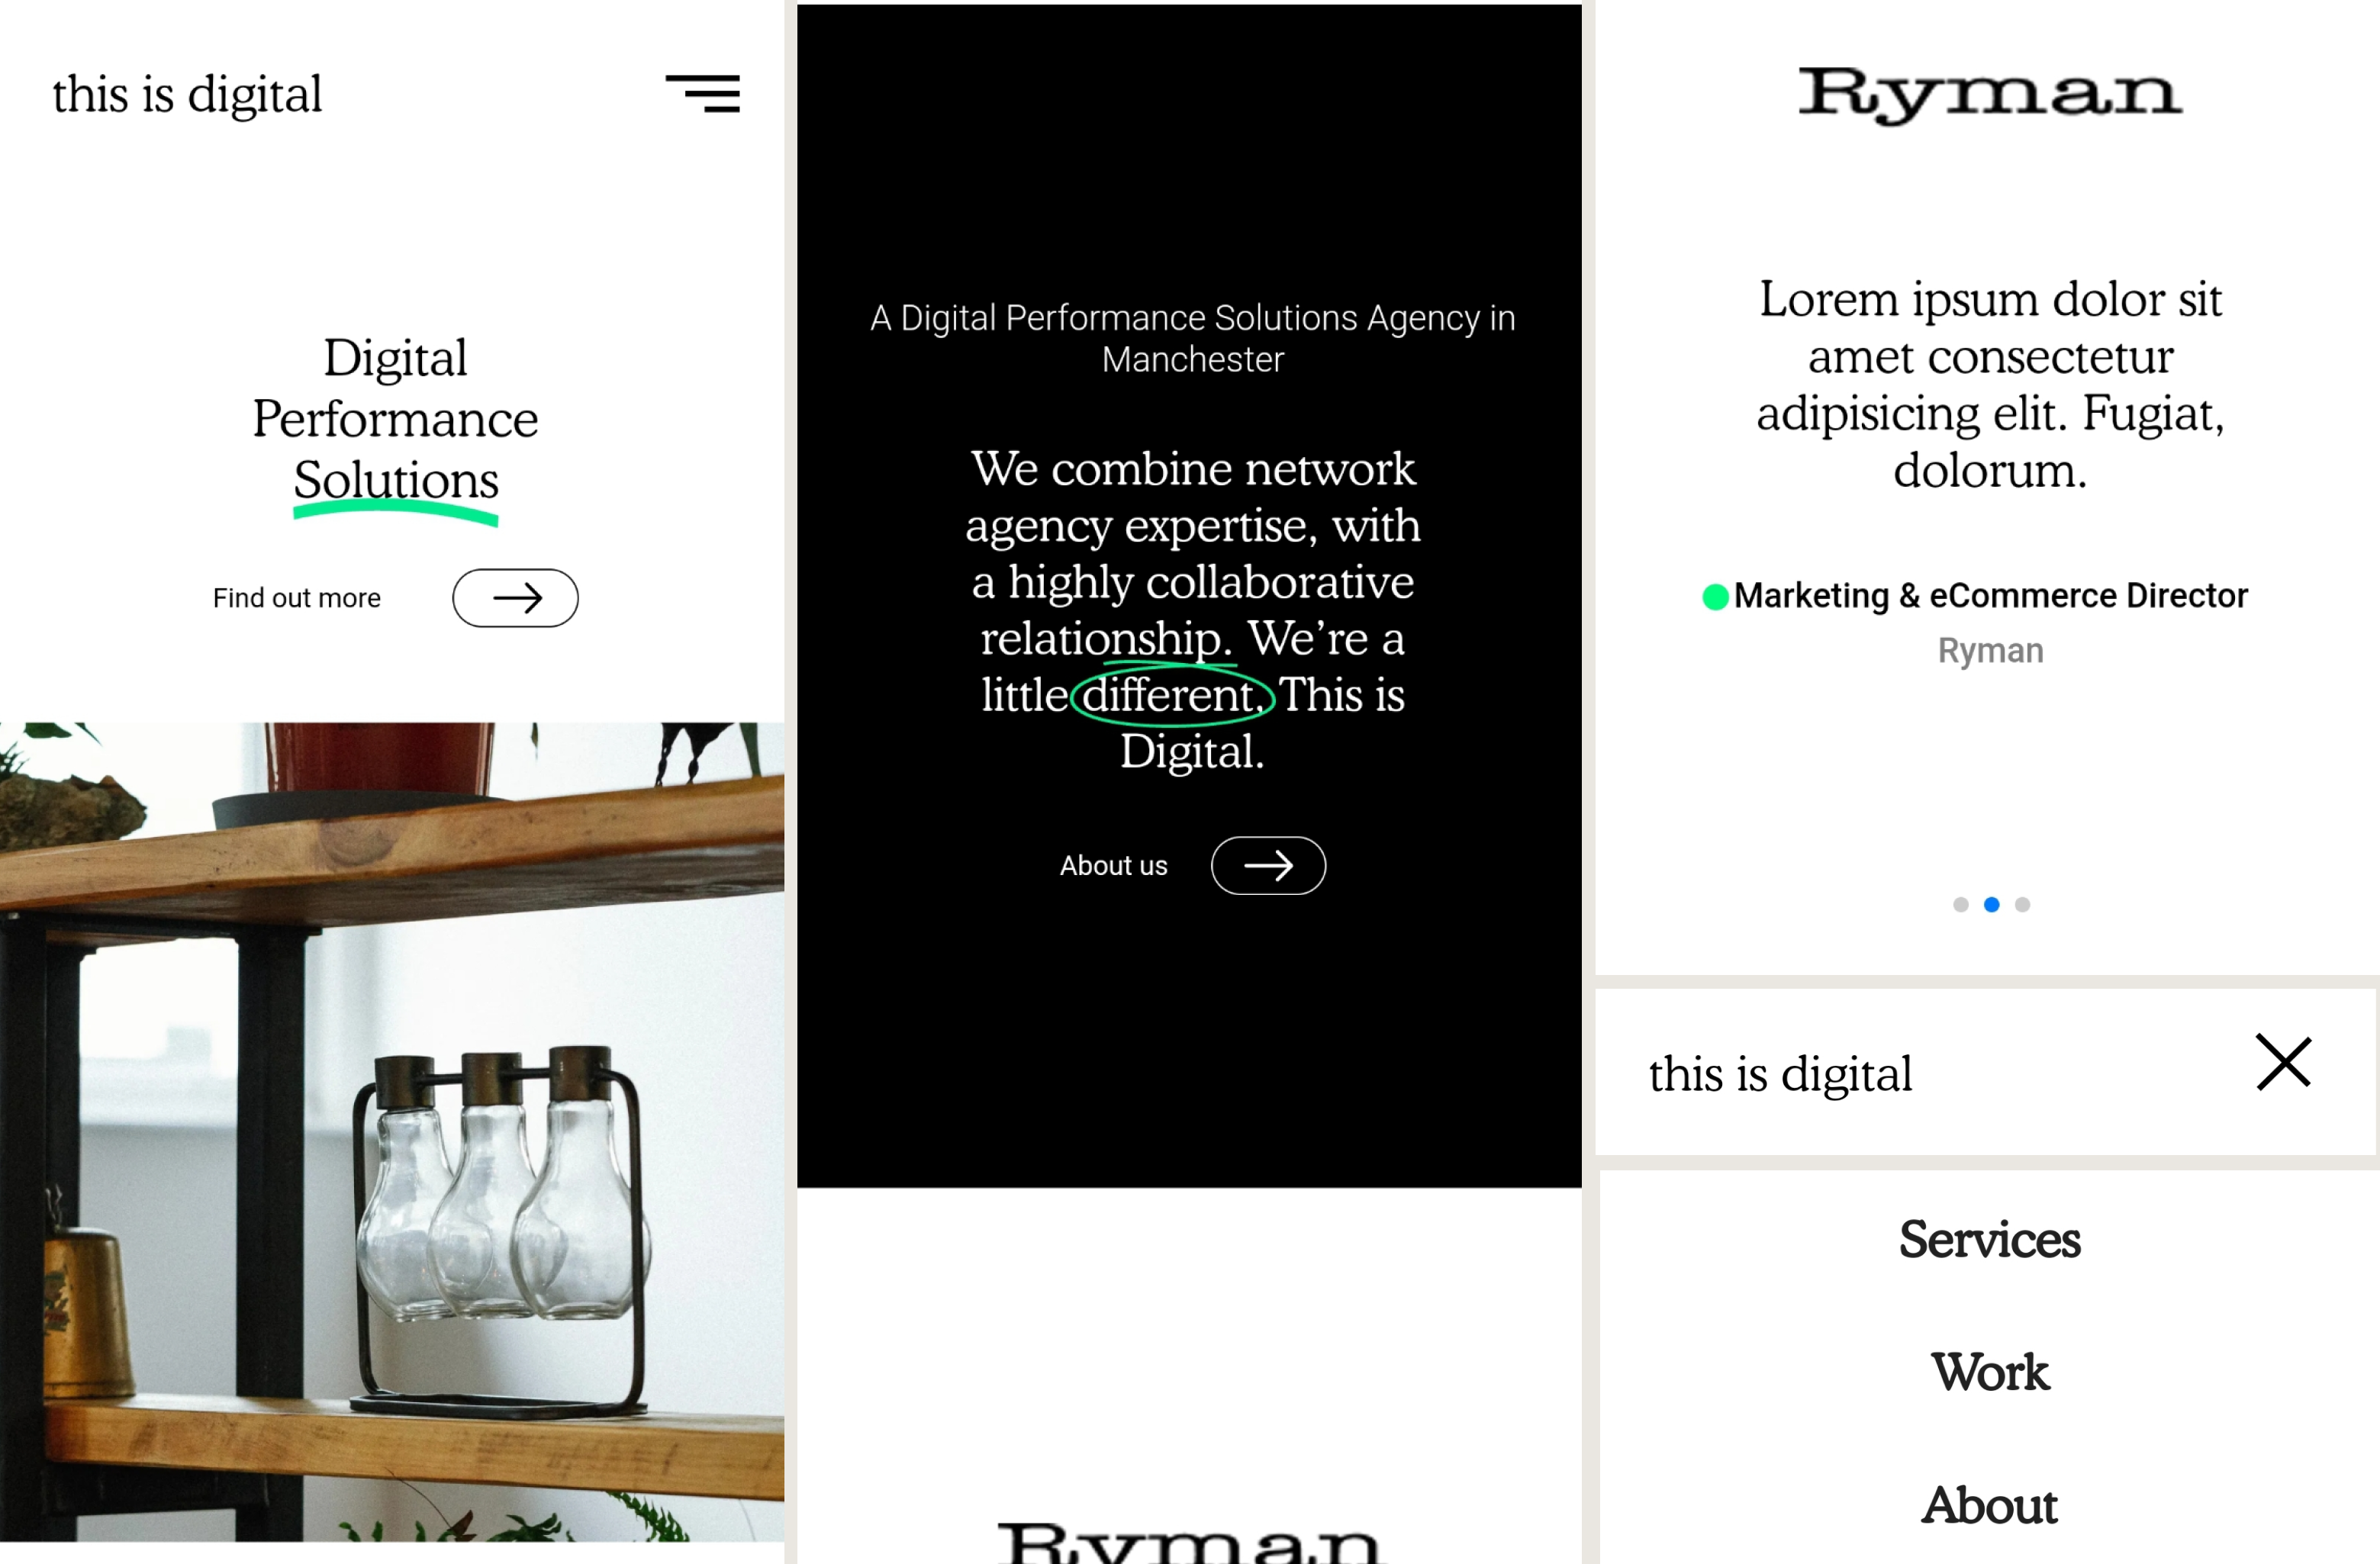 this is digital
Digital
Performance
Solutions
Find out more
A Digital Performance Solutions Agency in
Manchester
We combine network
agency expertise, with
a highly collaborative
relationship. We’re a
little different. This is
Digital.
About us
Ryman
Ryman
Lorem ipsum dolor sit
amet consectetur
adipisicing elit. Fugiat,
dolorum.
Marketing & eCommerce Director
Ryman
this is digital
Services
Work
About